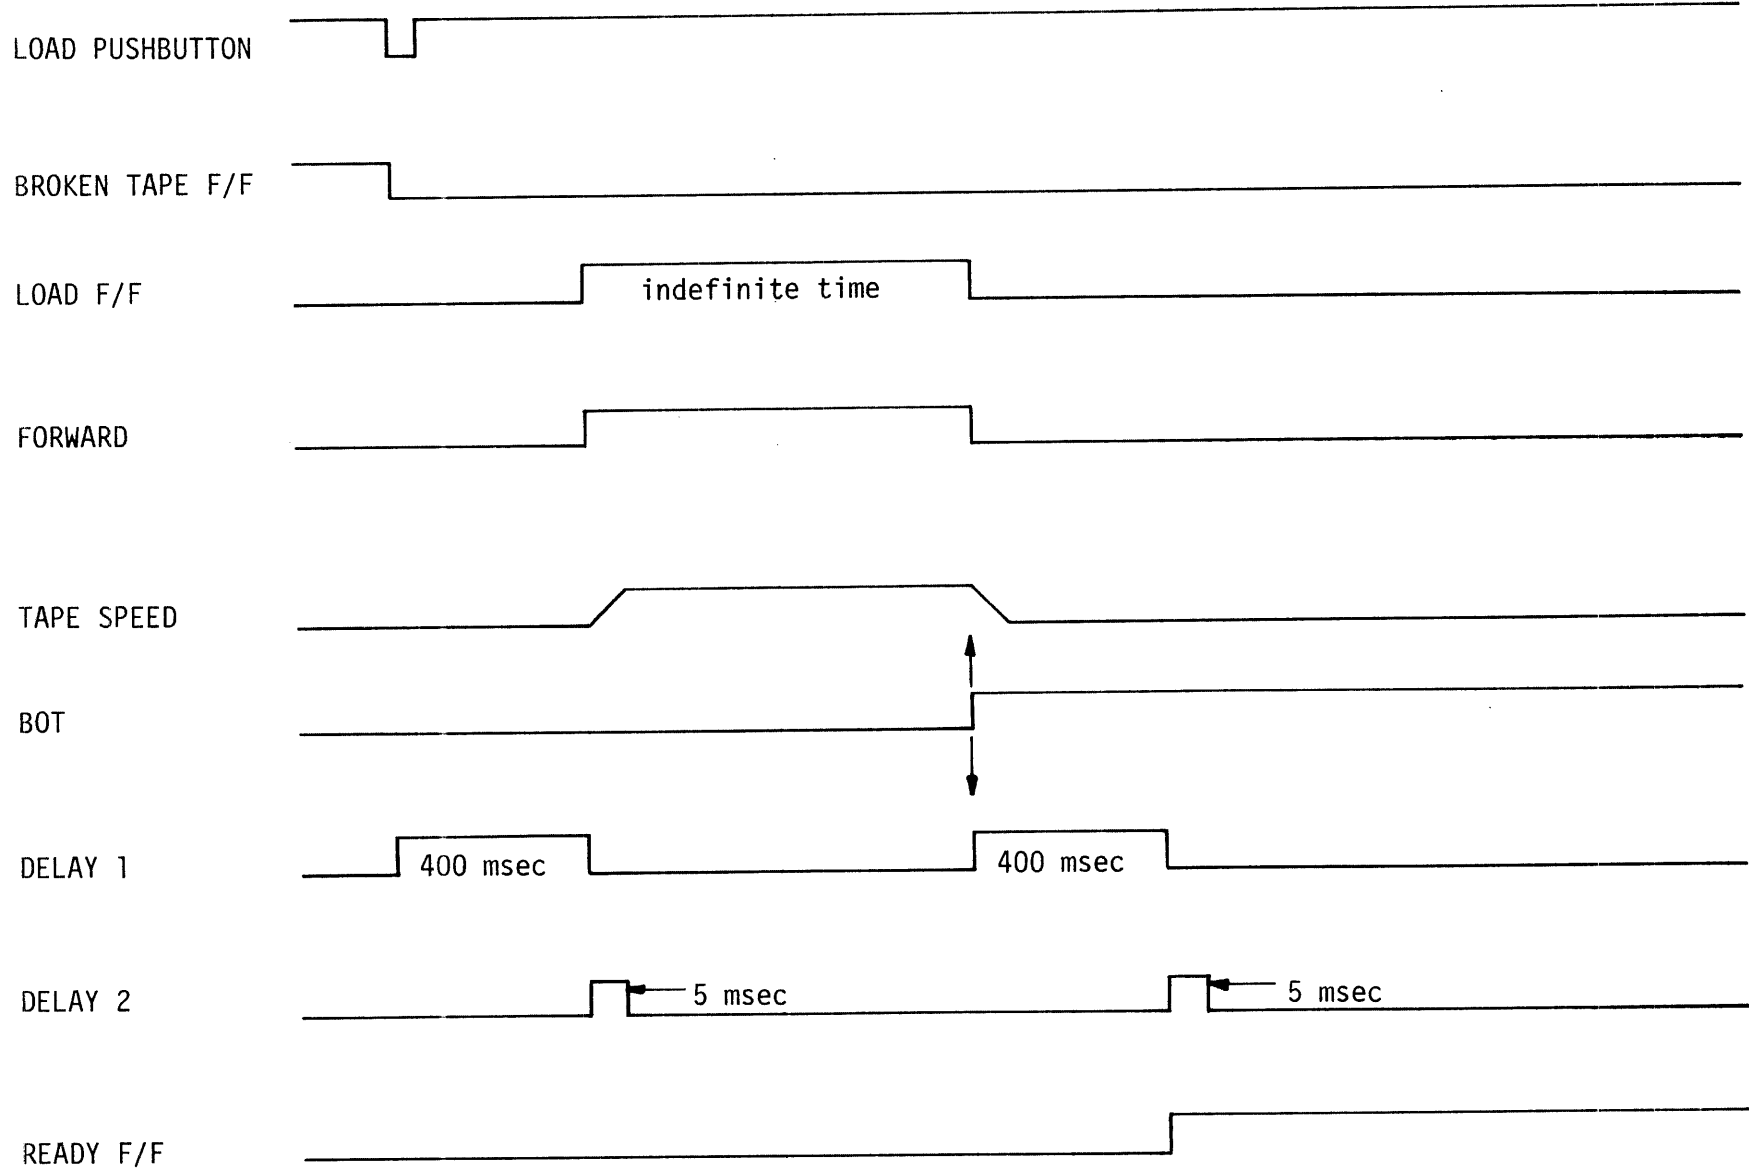 LOAD PUSHBUTTON
BROKEN TAPE F/F
LOAD F/F
indefinite time
FORWARD
TAPE SPEED
BOT
DELAY 1
400 msec
400 msec
DELAY 2
5 msec
5 msec
READY F/F